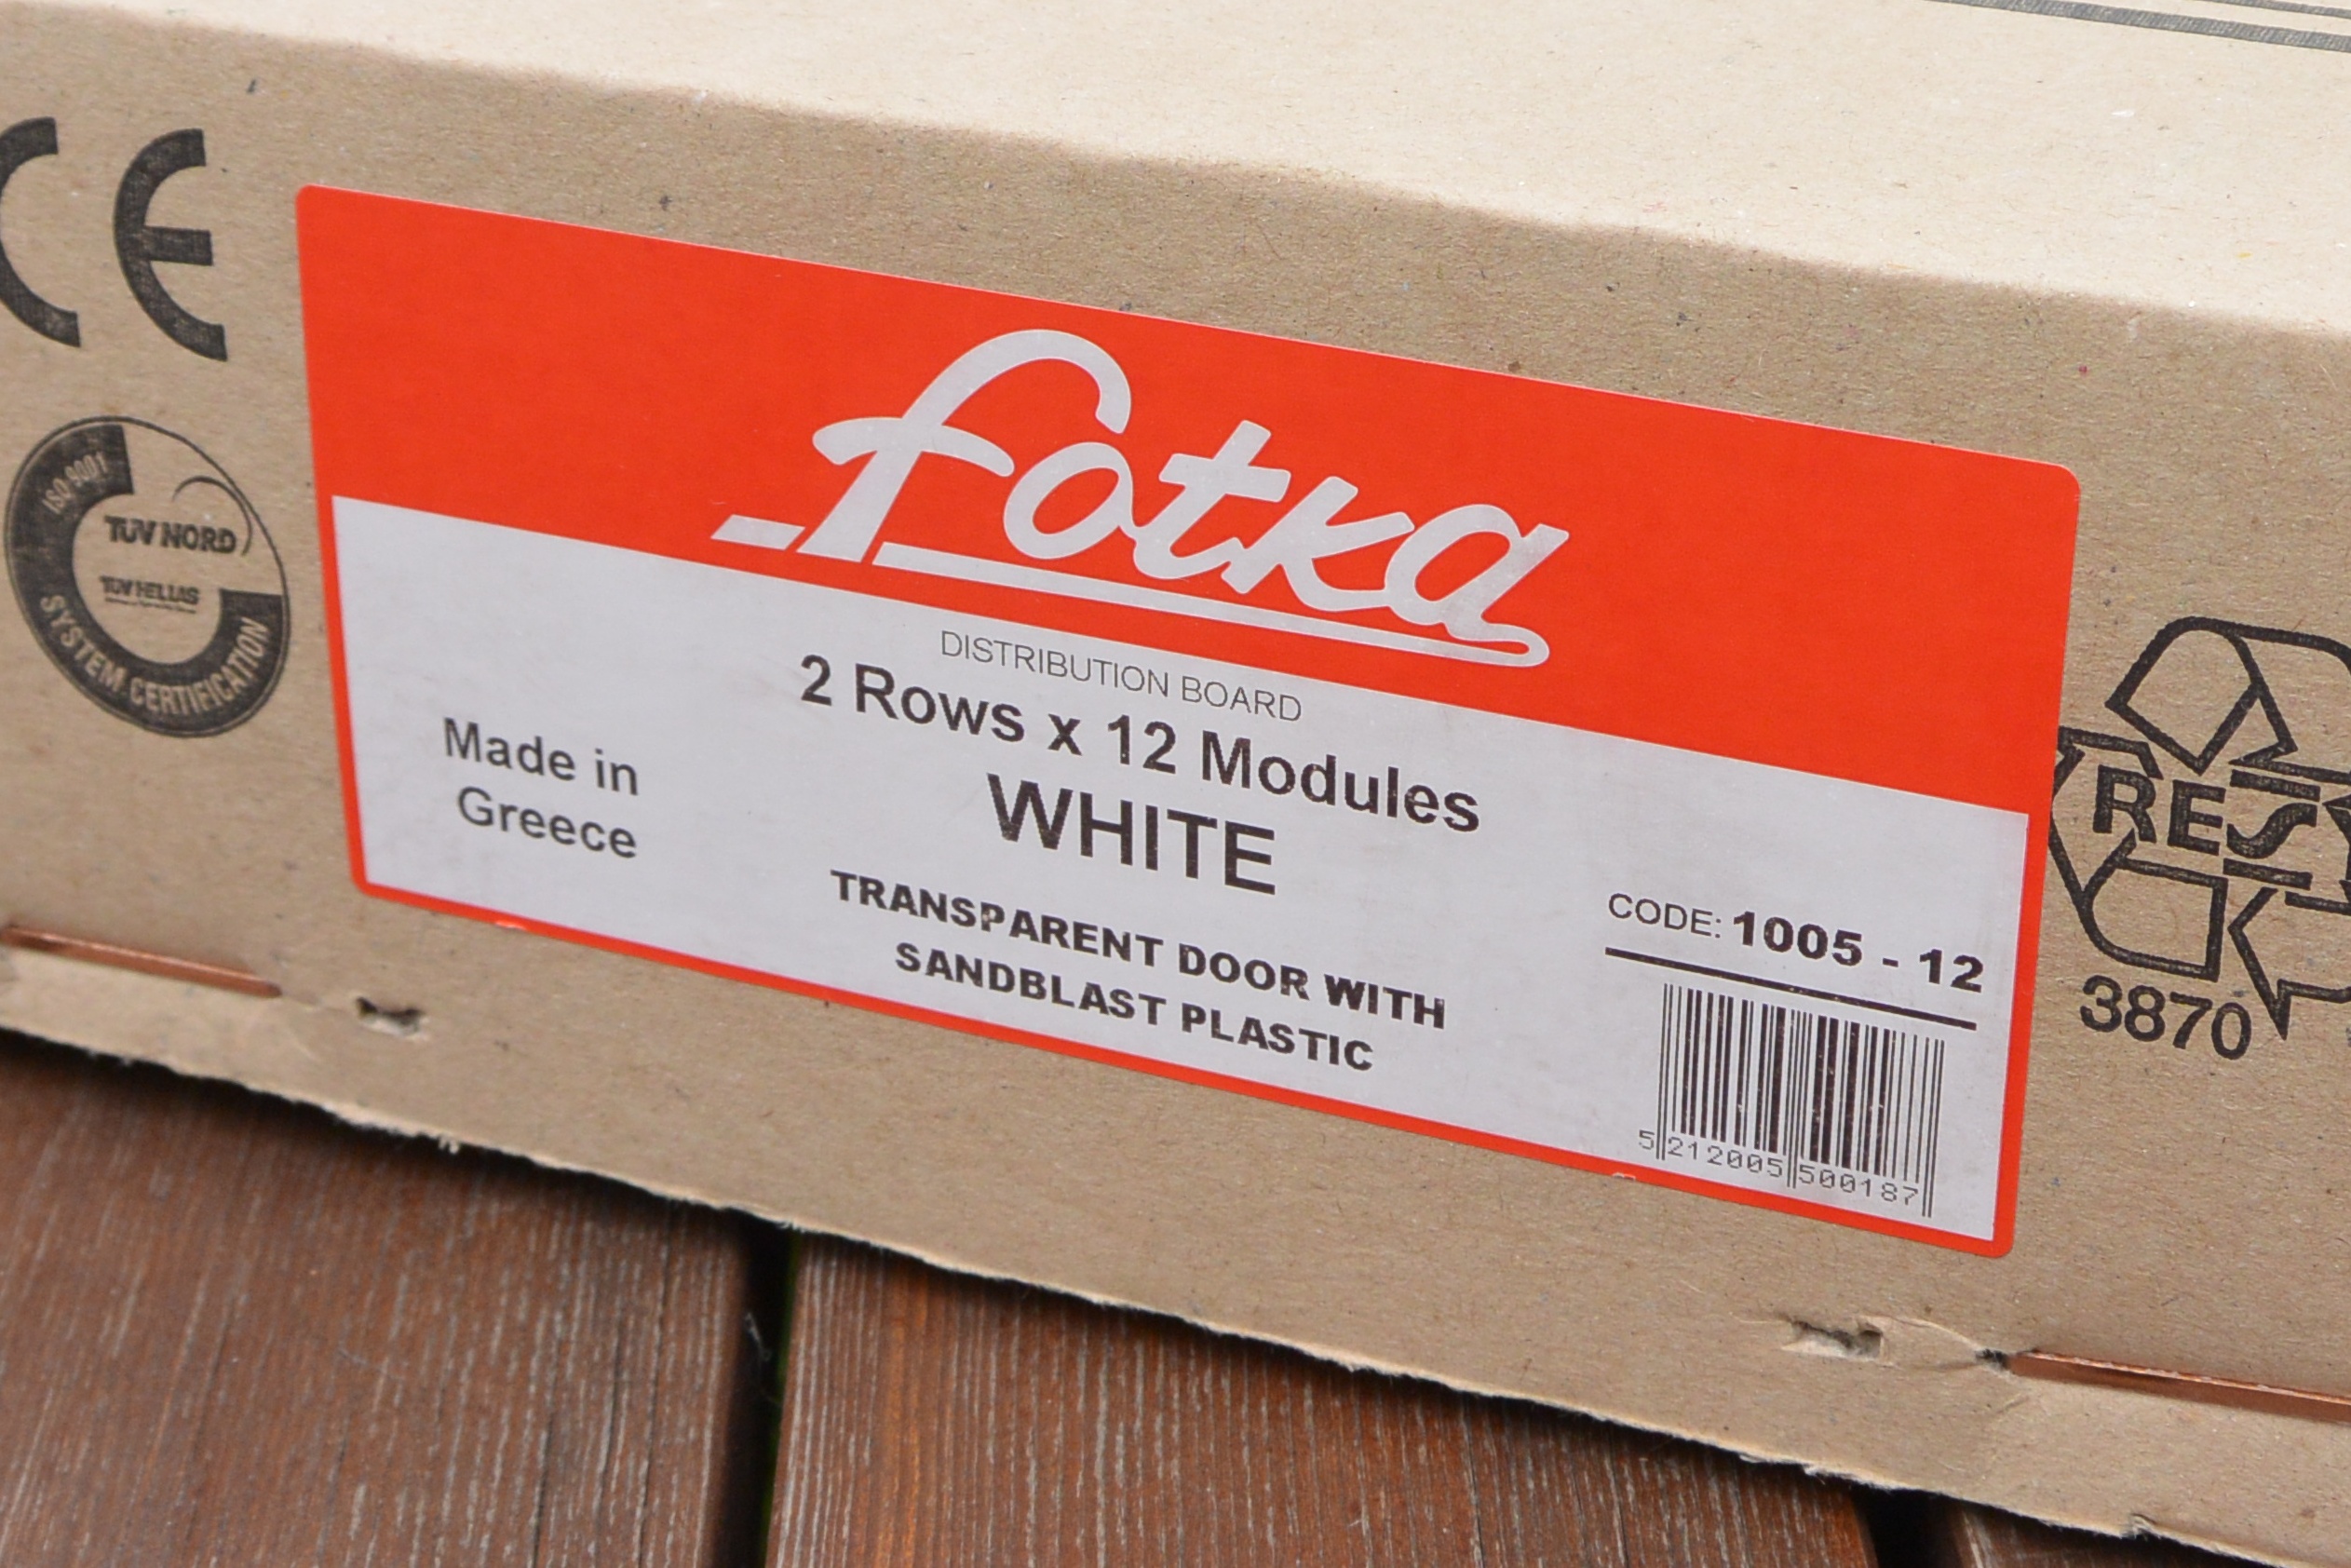 CE
ISO 9001
TÜV NORD
TÜV HELLAS
SYSTEM CERTIFICATION
fotka
DISTRIBUTION BOARD
2 Rows x 12 Modules
WHITE
TRANSPARENT DOOR WITH
SANDBLAST PLASTIC
Made in
Greece
CODE: 1005 - 12
5 212005 500187
RESY
3870